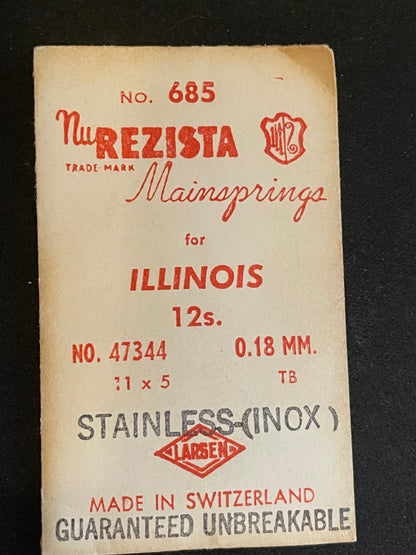 No. 685
nu REZISTA
TRADE-MARK
Mainsprings
for
ILLINOIS
12s.
NO. 47344 0.18 MM.
11 x 5 TB
STAINLESS-(INOX)
LARSEN
MADE IN SWITZERLAND
GUARANTEED UNBREAKABLE